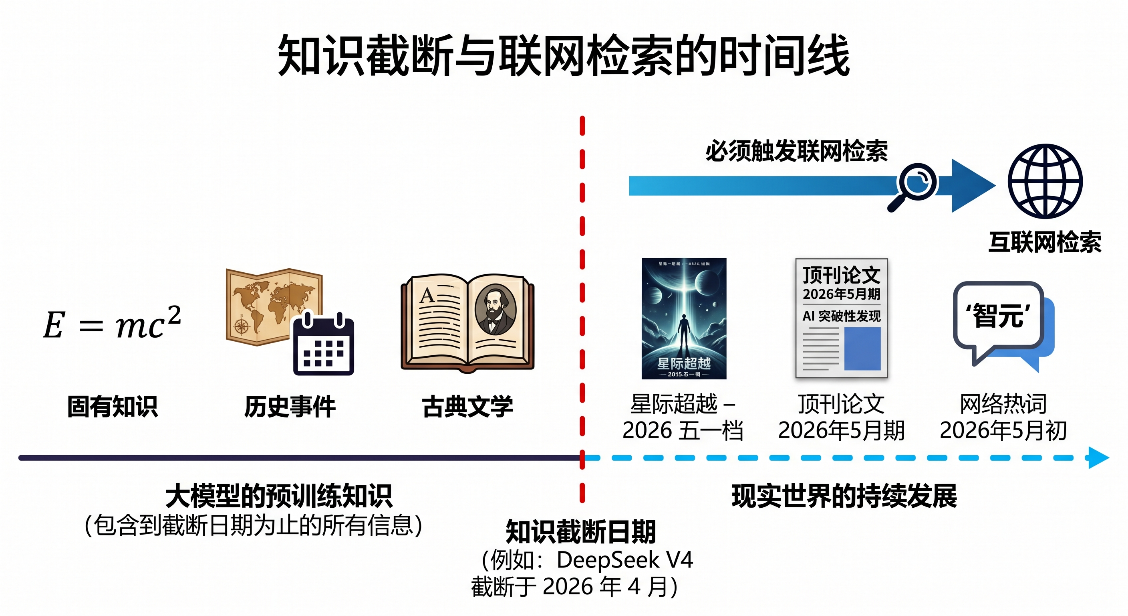 知识截断与联网检索的时间线
必须触发联网检索
互联网检索
E = mc²
固有知识
历史事件
A
古典文学
星际超越
2015.五一档
星际超越 –
2026 五一档
顶刊论文
2026年5月期
AI 突破性发现
顶刊论文
2026年5月期
‘智元’
网络热词
2026年5月初
大模型的预训练知识
（包含到截断日期为止的所有信息）
现实世界的持续发展
知识截断日期
（例如：DeepSeek V4
截断于 2026 年 4 月）